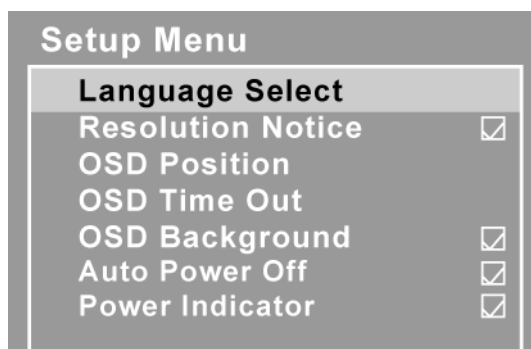 Setup Menu
Language Select
Resolution Notice
OSD Position
OSD Time Out
OSD Background
Auto Power Off
Power Indicator